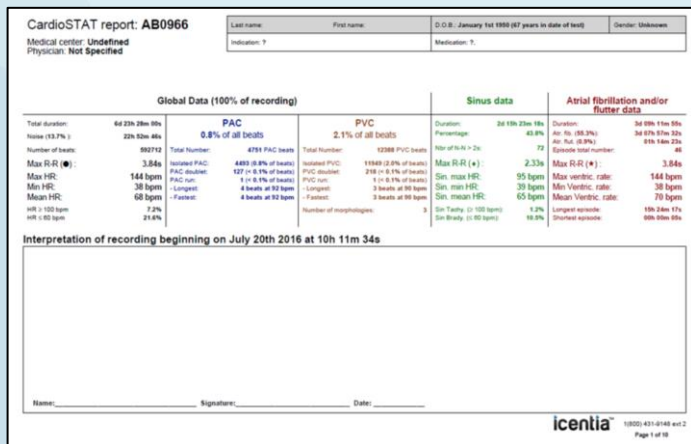 CardioSTAT report: AB0966
Medical center: Undefined
Physician: Not Specified
Last name: First name: D.O.B.: January 1st 1950 (67 years in date of test) Gender: Unknown
Indication: ? Medication: ?,
Global Data (100% of recording)
Total duration: 6d 23h 28m 00s
Noise (13.7% ): 22h 52m 46s
Number of beats: 592712
Max R-R (●) : 3.84s
Max HR: 144 bpm
Min HR: 38 bpm
Mean HR: 68 bpm
HR ≥ 100 bpm 7.2%
HR ≤ 60 bpm 21.6%
PAC
0.8% of all beats
Total Number: 4751 PAC beats
Isolated PAC: 4493 (0.8% of beats)
PAC doublet: 127 (< 0.1% of beats)
PAC run: 1 (< 0.1% of beats)
- Longest: 4 beats at 92 bpm
- Fastest: 4 beats at 92 bpm
PVC
2.1% of all beats
Total Number: 12388 PVC beats
Isolated PVC: 11949 (2.0% of beats)
PVC doublet: 218 (< 0.1% of beats)
PVC run: 1 (< 0.1% of beats)
- Longest: 3 beats at 98 bpm
- Fastest: 3 beats at 98 bpm
Number of morphologies: 3
Sinus data
Duration: 2d 15h 23m 18s
Percentage: 43.8%
Nbr of N-N > 2s: 72
Max R-R (⋆) : 2.33s
Sin. max HR: 95 bpm
Sin. min HR: 39 bpm
Sin. mean HR: 65 bpm
Sin Tachy. (≥ 100 bpm) 1.2%
Sin Brady. (≤ 60 bpm) 10.5%
Atrial fibrillation and/or
flutter data
Duration: 3d 09h 11m 55s
Atr. fib. (55.3%): 3d 07h 57m 32s
Atr. flut. (0.9%) 01h 14m 23s
Episode total number: 46
Max R-R (⋆) : 3.84s
Max ventric. rate: 144 bpm
Min Ventric. rate: 38 bpm
Mean Ventric. rate: 70 bpm
Longest episode: 15h 24m 17s
Shortest episode: 00h 00m 05s
Interpretation of recording beginning on July 20th 2016 at 10h 11m 34s
Name: Signature: Date:
icentia™ 1(800) 431-9148 ext 2
Page 1 of 10